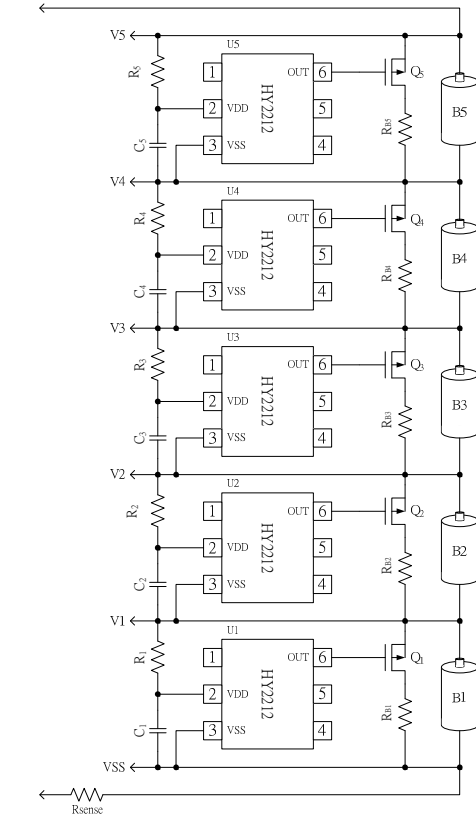 V5
U5
R5
1
OUT 6
Q5
HY2212
2 VDD
5
RB5
B5
C5
3 VSS
4
V4
U4
R4
1
OUT 6
Q4
HY2212
2 VDD
5
RB4
B4
C4
3 VSS
4
V3
U3
R3
1
OUT 6
Q3
HY2212
2 VDD
5
RB3
B3
C3
3 VSS
4
V2
U2
R2
1
OUT 6
Q2
HY2212
2 VDD
5
RB2
B2
C2
3 VSS
4
V1
U1
R1
1
OUT 6
Q1
HY2212
2 VDD
5
RB1
B1
C1
3 VSS
4
VSS
Rsense